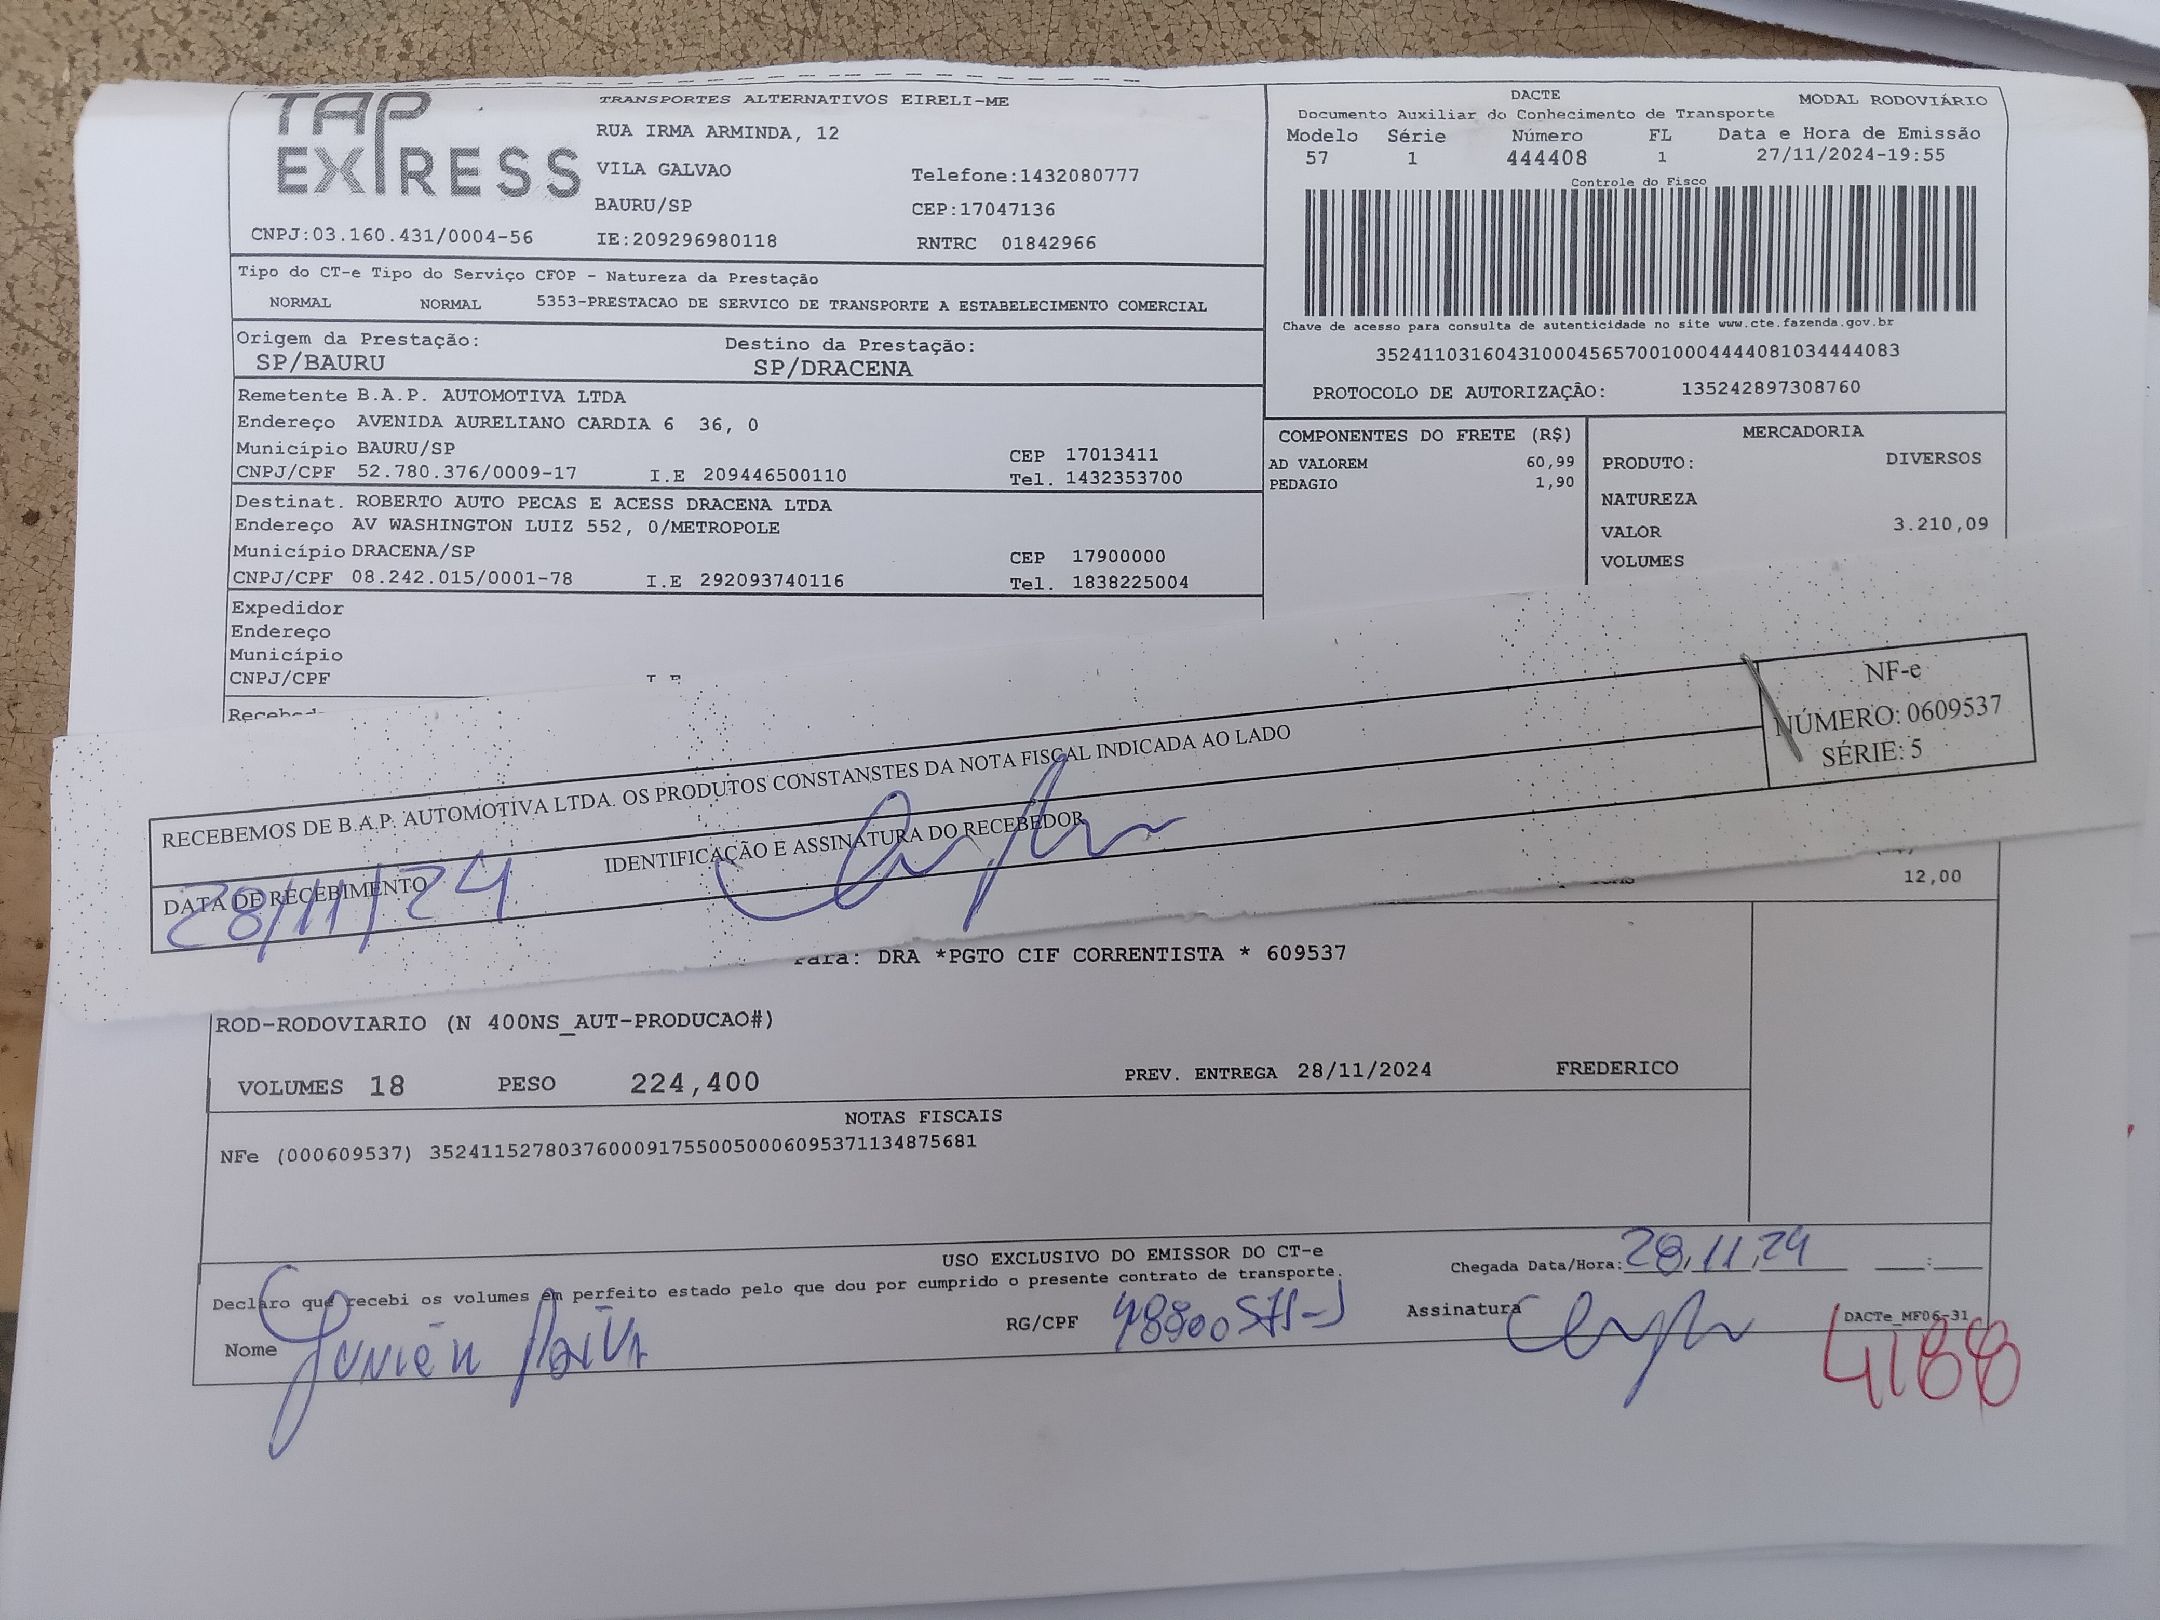 TAP EXPRESS
TRANSPORTES ALTERNATIVOS EIRELI-ME
RUA IRMA ARMINDA, 12
VILA GALVAO Telefone:1432080777
BAURU/SP CEP:17047136
CNPJ:03.160.431/0004-56 IE:209296980118 RNTRC 01842966
DACTE MODAL RODOVIÁRIO
Documento Auxiliar do Conhecimento de Transporte
Modelo Série Número FL Data e Hora de Emissão
57 1 444408 1 27/11/2024-19:55
Controle do Fisco
Chave de acesso para consulta de autenticidade no site www.cte.fazenda.gov.br
35241103160431000456570010004444081034444083
PROTOCOLO DE AUTORIZAÇÃO: 135242897308760
Tipo do CT-e Tipo do Serviço CFOP - Natureza da Prestação
NORMAL NORMAL 5353-PRESTACAO DE SERVICO DE TRANSPORTE A ESTABELECIMENTO COMERCIAL
Origem da Prestação: Destino da Prestação:
SP/BAURU SP/DRACENA
Remetente B.A.P. AUTOMOTIVA LTDA
Endereço AVENIDA AURELIANO CARDIA 6 36, 0
Município BAURU/SP CEP 17013411
CNPJ/CPF 52.780.376/0009-17 I.E 209446500110 Tel. 1432353700
Destinat. ROBERTO AUTO PECAS E ACESS DRACENA LTDA
Endereço AV WASHINGTON LUIZ 552, 0/METROPOLE
Município DRACENA/SP CEP 17900000
CNPJ/CPF 08.242.015/0001-78 I.E 292093740116 Tel. 1838225004
Expedidor
Endereço
Município
CNPJ/CPF
COMPONENTES DO FRETE (R$)
AD VALOREM 60,99
PEDAGIO 1,90
MERCADORIA
PRODUTO: DIVERSOS
NATUREZA
VALOR 3.210,09
VOLUMES
RECEBEMOS DE B.A.P. AUTOMOTIVA LTDA. OS PRODUTOS CONSTANSTES DA NOTA FISCAL INDICADA AO LADO
DATA DE RECEBIMENTO IDENTIFICAÇÃO E ASSINATURA DO RECEBEDOR
28/11/24
NF-e
NÚMERO: 0609537
SÉRIE: 5
12,00
Para: DRA *PGTO CIF CORRENTISTA * 609537
ROD-RODOVIARIO (N 400NS_AUT-PRODUCAO#)
VOLUMES 18 PESO 224,400 PREV. ENTREGA 28/11/2024 FREDERICO
NOTAS FISCAIS
NFe (000609537) 35241152780376000917550050006095371134875681
USO EXCLUSIVO DO EMISSOR DO CT-e
Declaro que recebi os volumes em perfeito estado pelo que dou por cumprido o presente contrato de transporte.
Chegada Data/Hora: 28,11,24 :
Nome RG/CPF Assinatura DACTe_MF06-31
4188